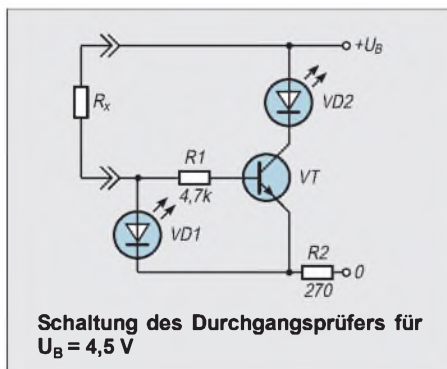 +U_B
R_x
VD2
R1
VT
4,7k
VD1
R2
0
270
Schaltung des Durchgangsprüfers für
U_B = 4,5 V